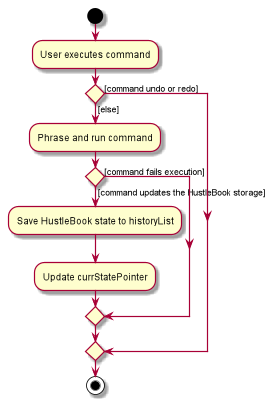 User executes command
[command undo or redo]
[else]
Phrase and run command
[command fails execution]
[command updates the HustleBook storage]
Save HustleBook state to historyList
Update currStatePointer